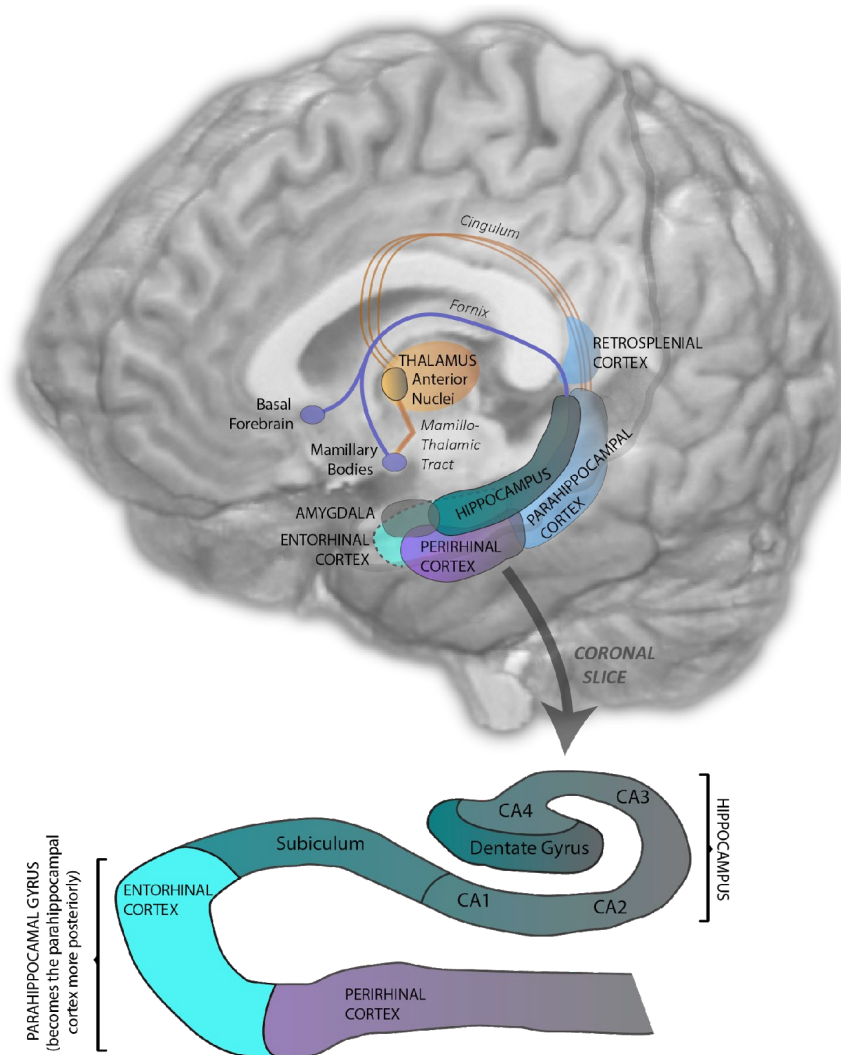 Cingulum
Fornix
RETROSPLENIAL
CORTEX
THALAMUS
Anterior
Nuclei
Basal
Forebrain
Mamillo-
Thalamic
Tract
Mamillary
Bodies
HIPPOCAMPUS
PARAHIPPOCAMPAL
CORTEX
AMYGDALA
ENTORHINAL
CORTEX
PERIRHINAL
CORTEX
CORONAL
SLICE
CA4
CA3
Dentate Gyrus
HIPPOCAMPUS
Subiculum
CA1
CA2
ENTORHINAL
CORTEX
PARAHIPPOCAMAL GYRUS
(becomes the parahippocampal
cortex more posteriorly)
PERIRHINAL
CORTEX